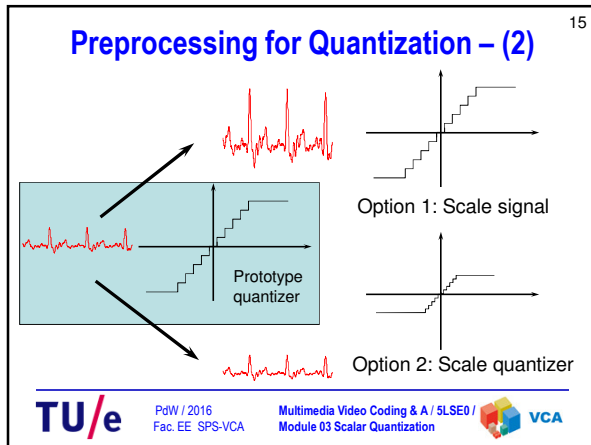 15
Preprocessing for Quantization – (2)
Option 1: Scale signal
Prototype
quantizer
Option 2: Scale quantizer
TU/e
PdW / 2016
Fac. EE SPS-VCA
Multimedia Video Coding & A / 5LSE0 /
Module 03 Scalar Quantization
VCA